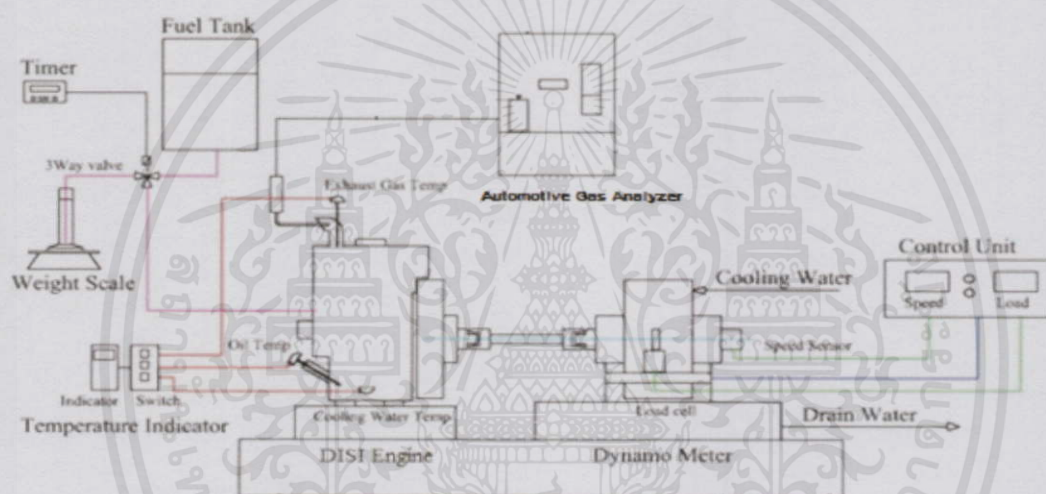 Fuel Tank
Timer
3Way valve
Exhaust Gas Temp
Automotive Gas Analyzer
Weight Scale
Control Unit
Cooling Water
Speed
Load
Speed Sensor
Oil Temp
Indicator
Switch
Cooling Water Temp
Load cell
Temperature Indicator
Drain Water
DISI Engine
Dynamo Meter